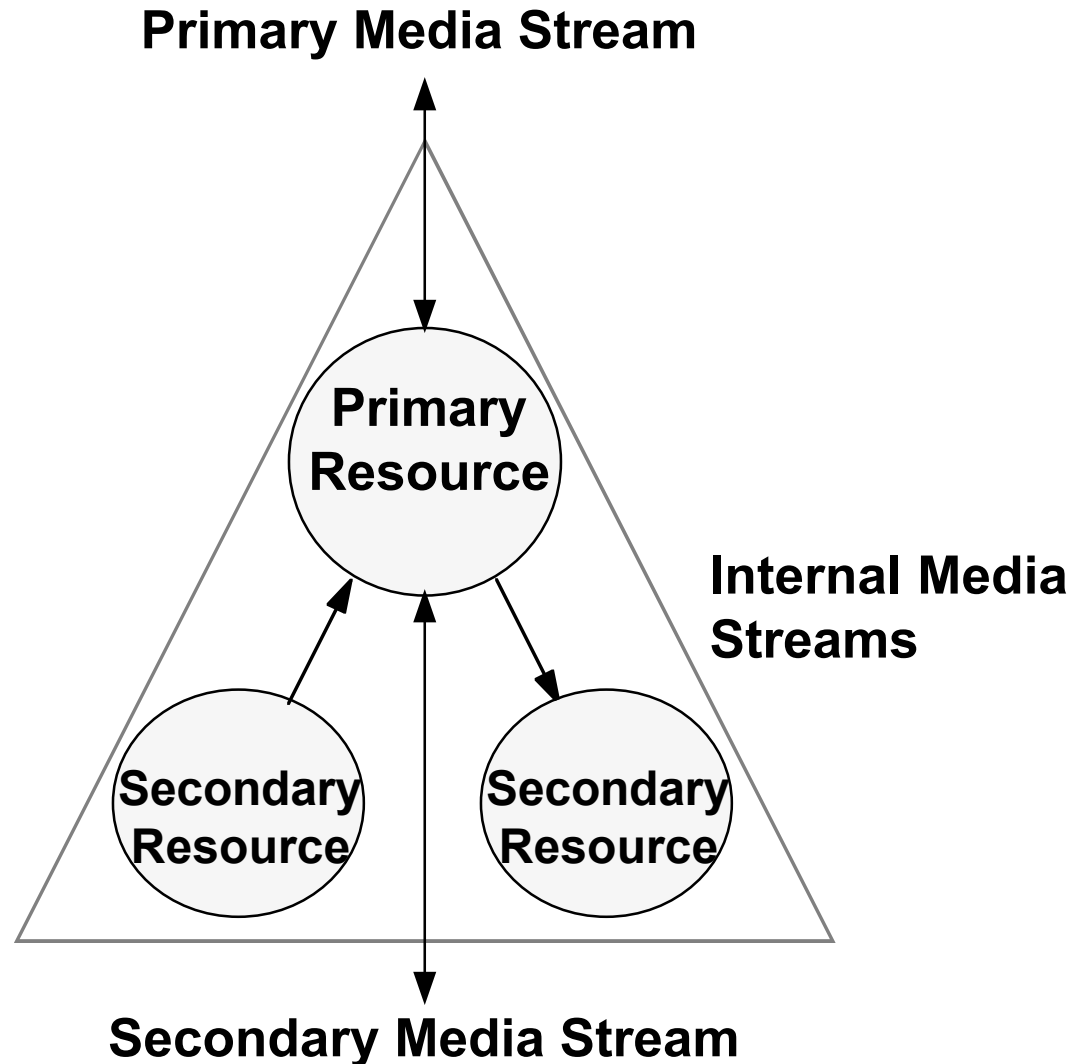 Primary Media Stream
Primary
Resource
Internal Media
Streams
Secondary
Resource
Secondary
Resource
Secondary Media Stream